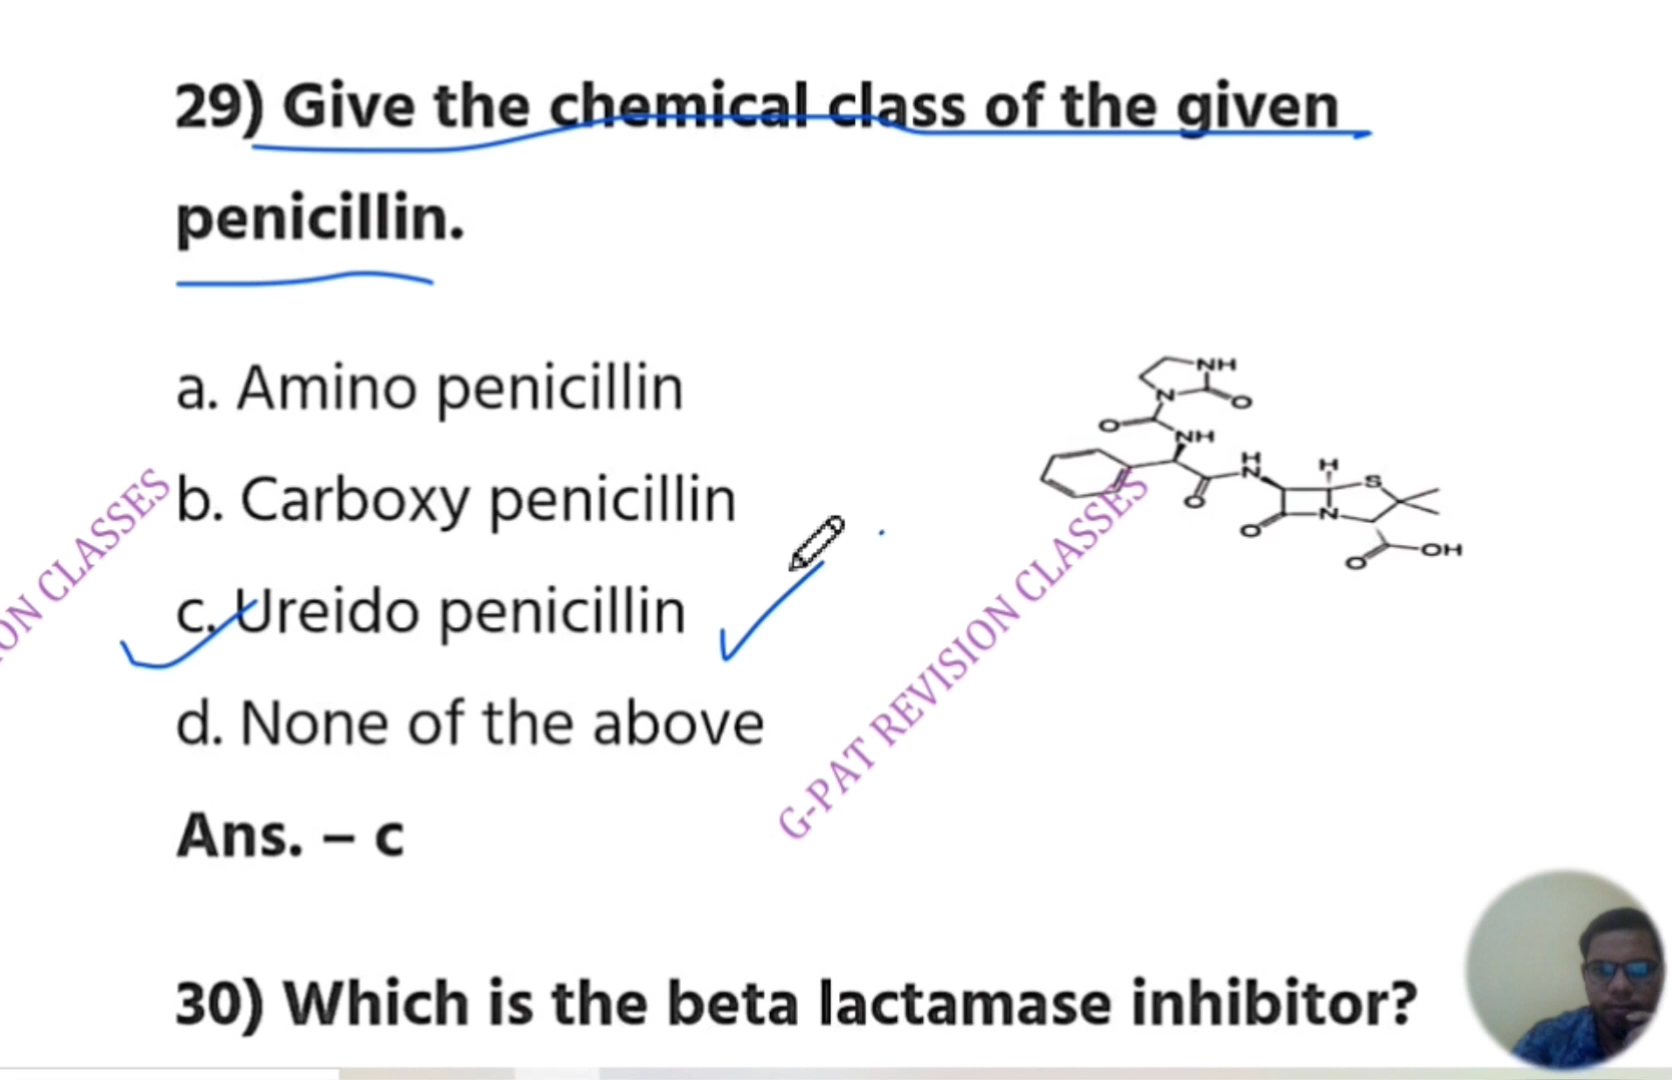 29) Give the chemical class of the given
penicillin.
a. Amino penicillin
b. Carboxy penicillin
c. Ureido penicillin
d. None of the above
Ans. – c
30) Which is the beta lactamase inhibitor?
NH
N
O
O
NH
H
N
H
S
O
N
O
O
OH
ON CLASSES
G-PAT REVISION CLASSES